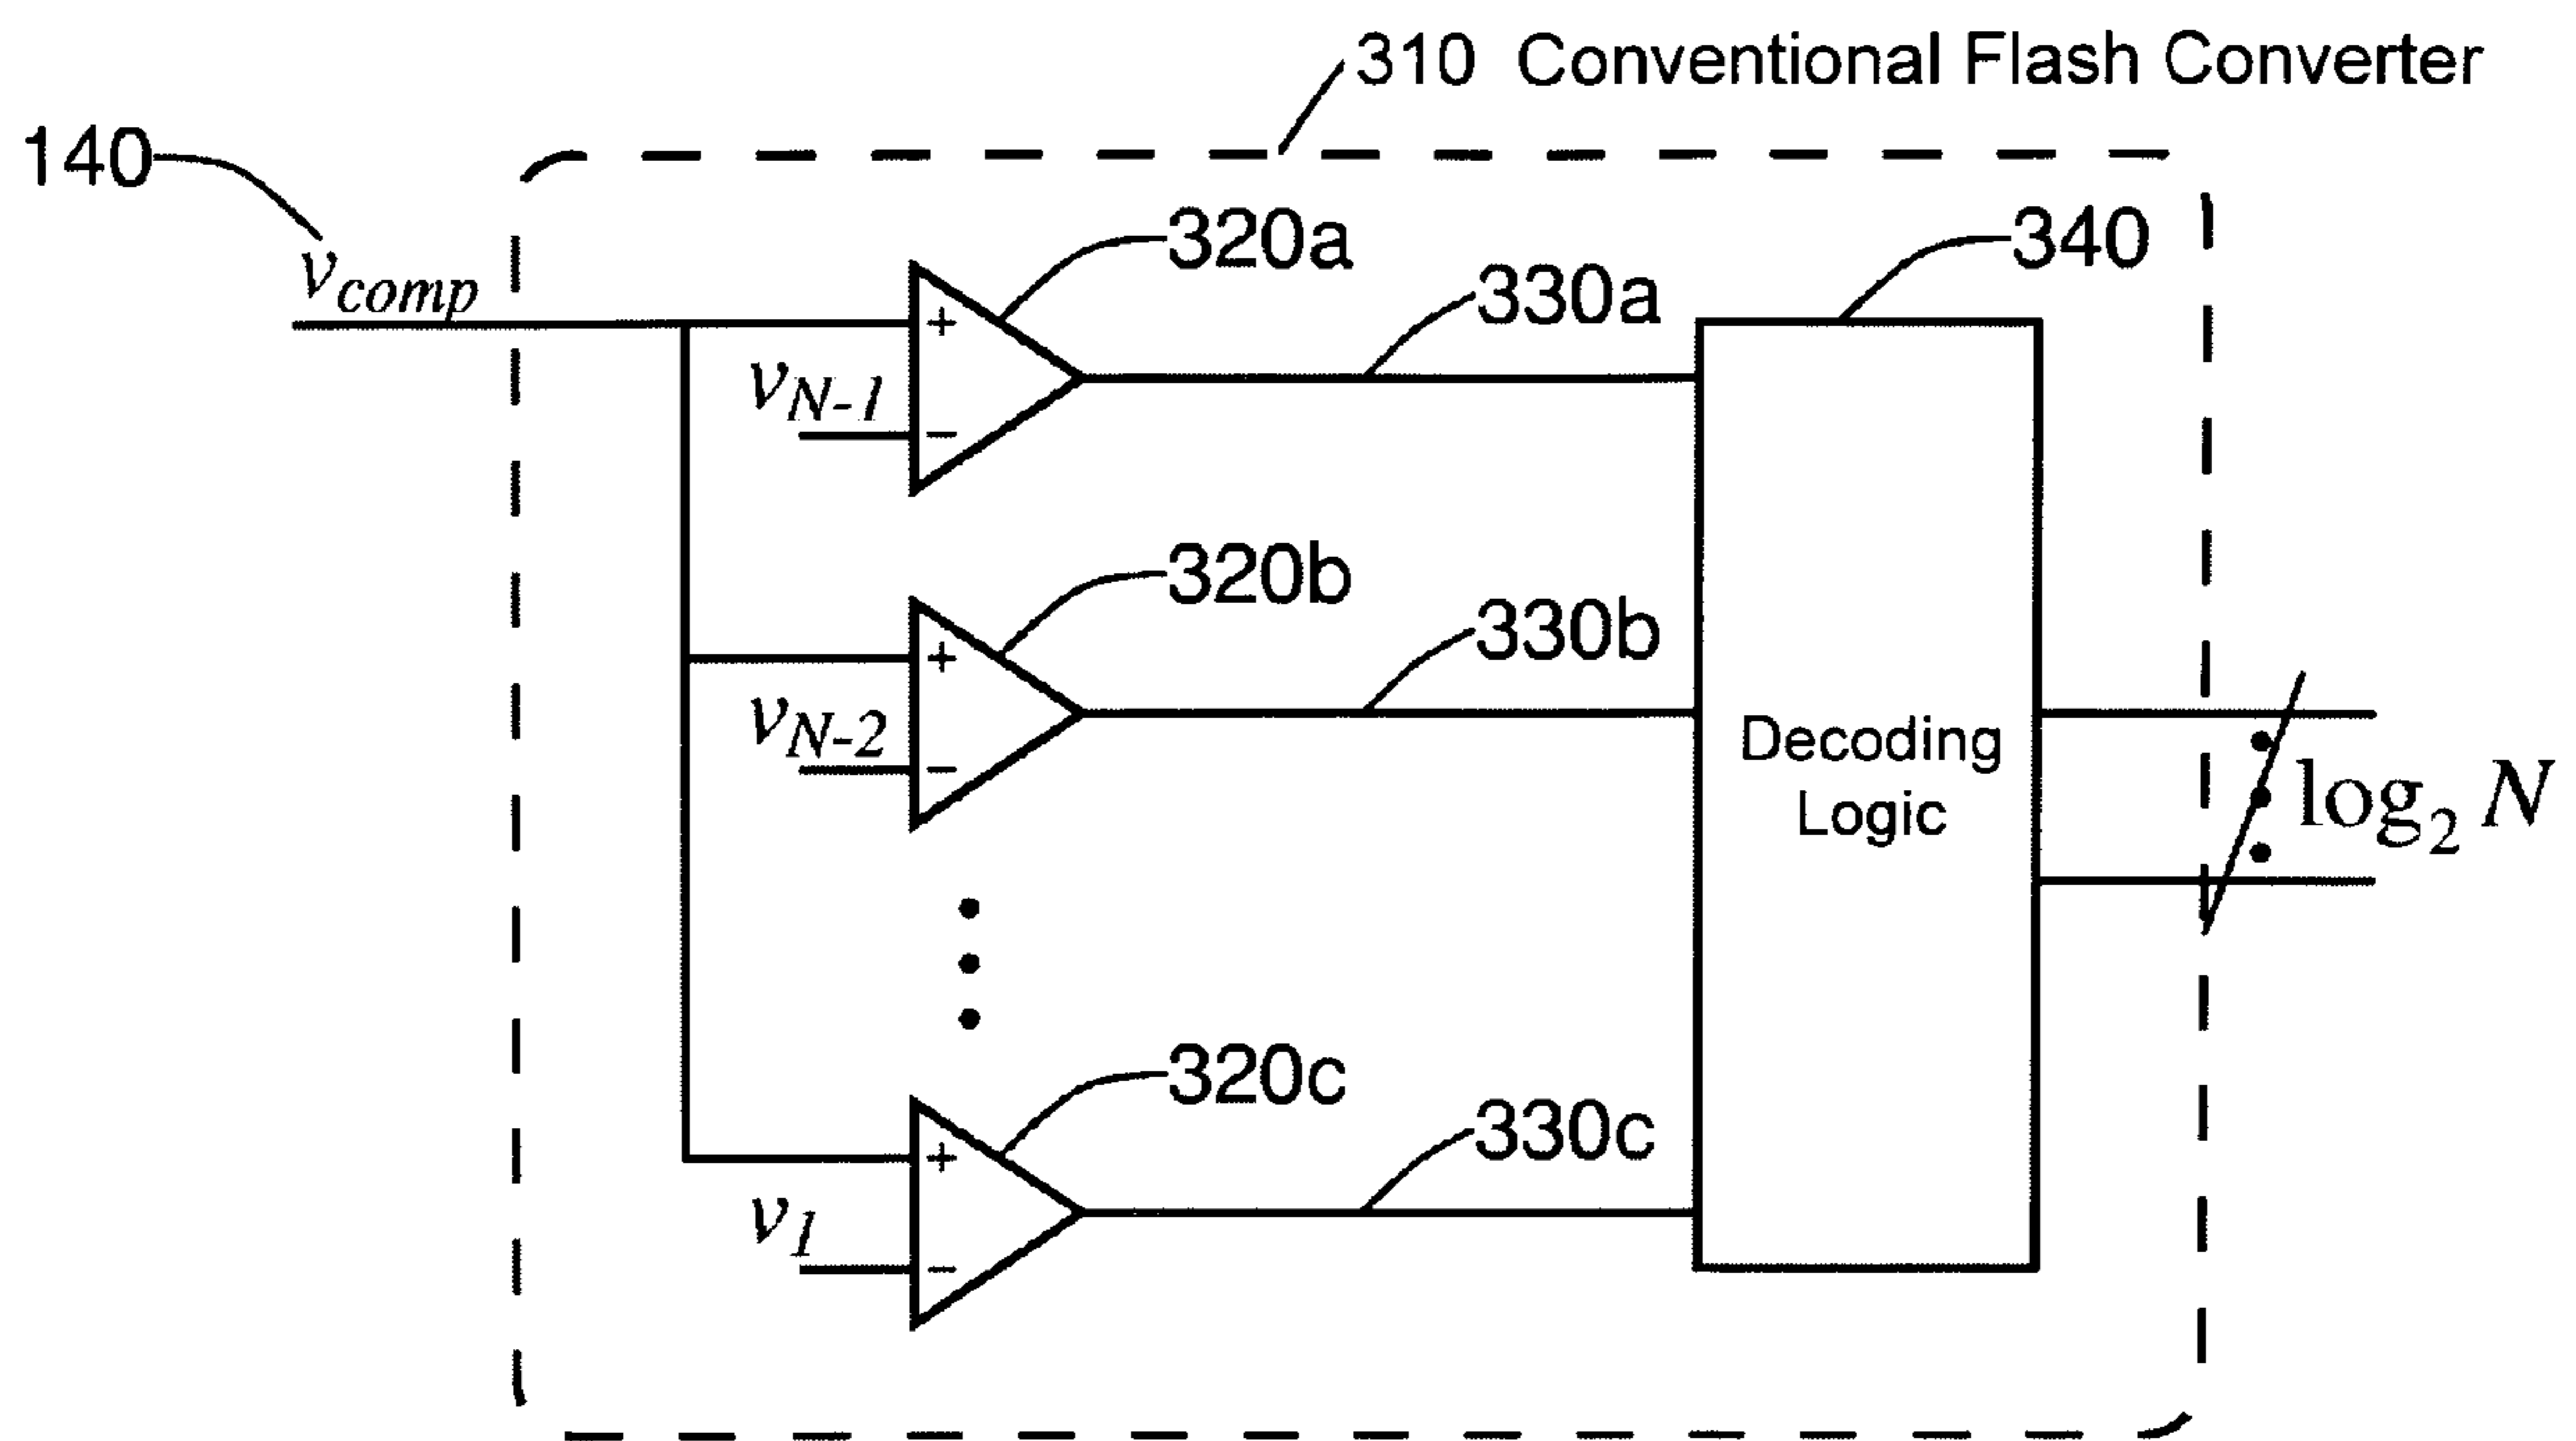 310 Conventional Flash Converter
140
v_comp
320a
330a
340
v_N-1
+
−
320b
330b
v_N-2
+
−
Decoding
Logic
log_2 N
320c
330c
v_1
+
−